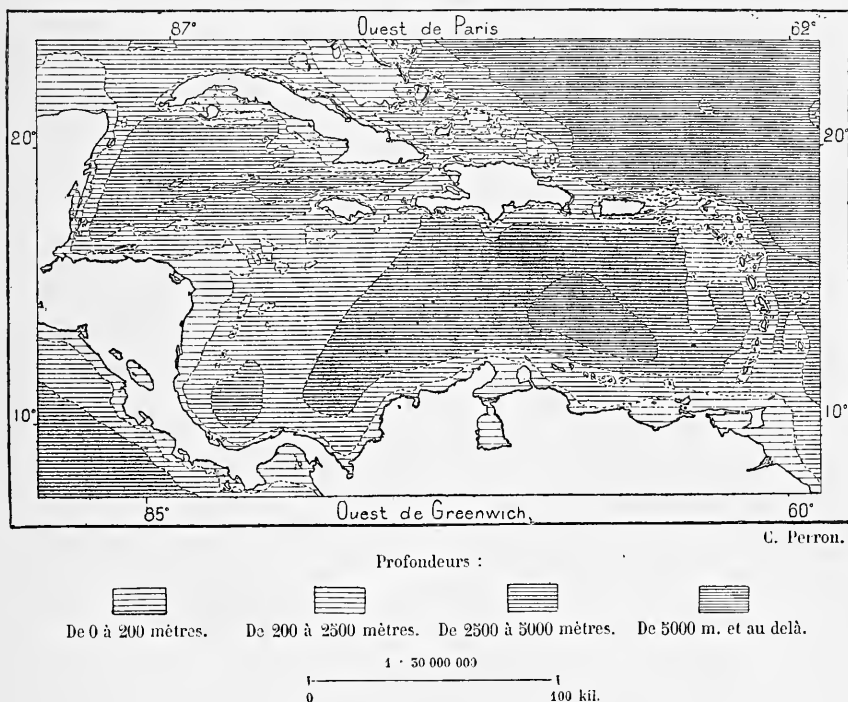 87° Ouest de Paris 62°
20° 20°
10° 10°
85° Ouest de Greenwich, 60°
C. Perron.
Profondeurs :
De 0 à 200 mètres. De 200 à 2500 mètres. De 2500 à 5000 mètres. De 5000 m. et au delà.
1 : 30 000 000
0 100 kil.